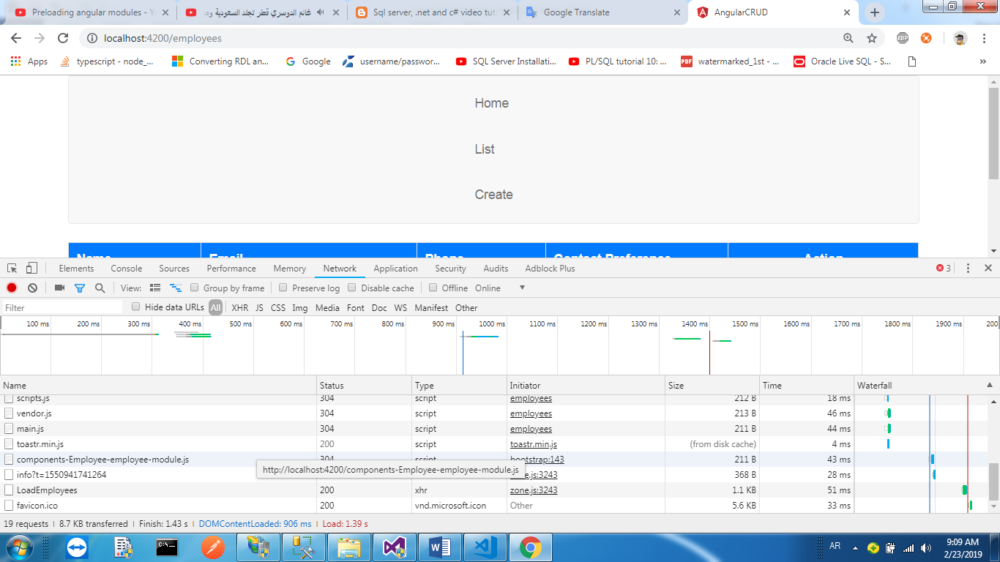 Preloading angular modules - Y
غانم الدوسري قطر تجلد السعودية وم
Sql server, .net and c# video tut
Google Translate
AngularCRUD
localhost:4200/employees
ABP
Apps
typescript - node_...
Converting RDL an...
Google
username/passwor...
SQL Server Installati...
PL/SQL tutorial 10: ...
PDF
watermarked_1st - ...
Oracle Live SQL - S...
»
Home
List
Create
Name Email Phone Contact Preference Action
Elements Console Sources Performance Memory Network Application Security Audits Adblock Plus 3
View: Group by frame Preserve log Disable cache Offline Online
Filter Hide data URLs All XHR JS CSS Img Media Font Doc WS Manifest Other
100 ms 200 ms 300 ms 400 ms 500 ms 600 ms 700 ms 800 ms 900 ms 1000 ms 1100 ms 1200 ms 1300 ms 1400 ms 1500 ms 1600 ms 1700 ms 1800 ms 1900 ms 200
Name Status Type Initiator Size Time Waterfall
scripts.js 304 script employees 212 B 18 ms
vendor.js 304 script employees 213 B 46 ms
main.js 304 script employees 211 B 44 ms
toastr.min.js 200 script toastr.min.js (from disk cache) 4 ms
components-Employee-employee-module.js 304 script bootstrap:143 211 B 43 ms
http://localhost:4200/components-Employee-employee-module.js
info?t=1550941741264 zone.js:3243 368 B 28 ms
LoadEmployees 200 xhr zone.js:3243 1.1 KB 51 ms
favicon.ico 200 vnd.microsoft.icon Other 5.6 KB 33 ms
19 requests | 8.7 KB transferred | Finish: 1.43 s | DOMContentLoaded: 906 ms | Load: 1.39 s
AR
9:09 AM
2/23/2019